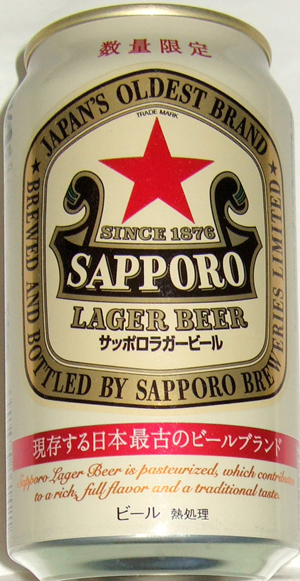 数量限定
JAPAN'S OLDEST BRAND
BREWED AND BOTTLED BY SAPPORO BREWERIES LIMITED
TRADE MARK
SINCE 1876
SAPPORO
LAGER BEER
サッポロラガービール
現存する日本最古のビールブランド
Sapporo Lager Beer is pasteurized, which contributes
to a rich, full flavor and a traditional taste.
ビール 熱処理